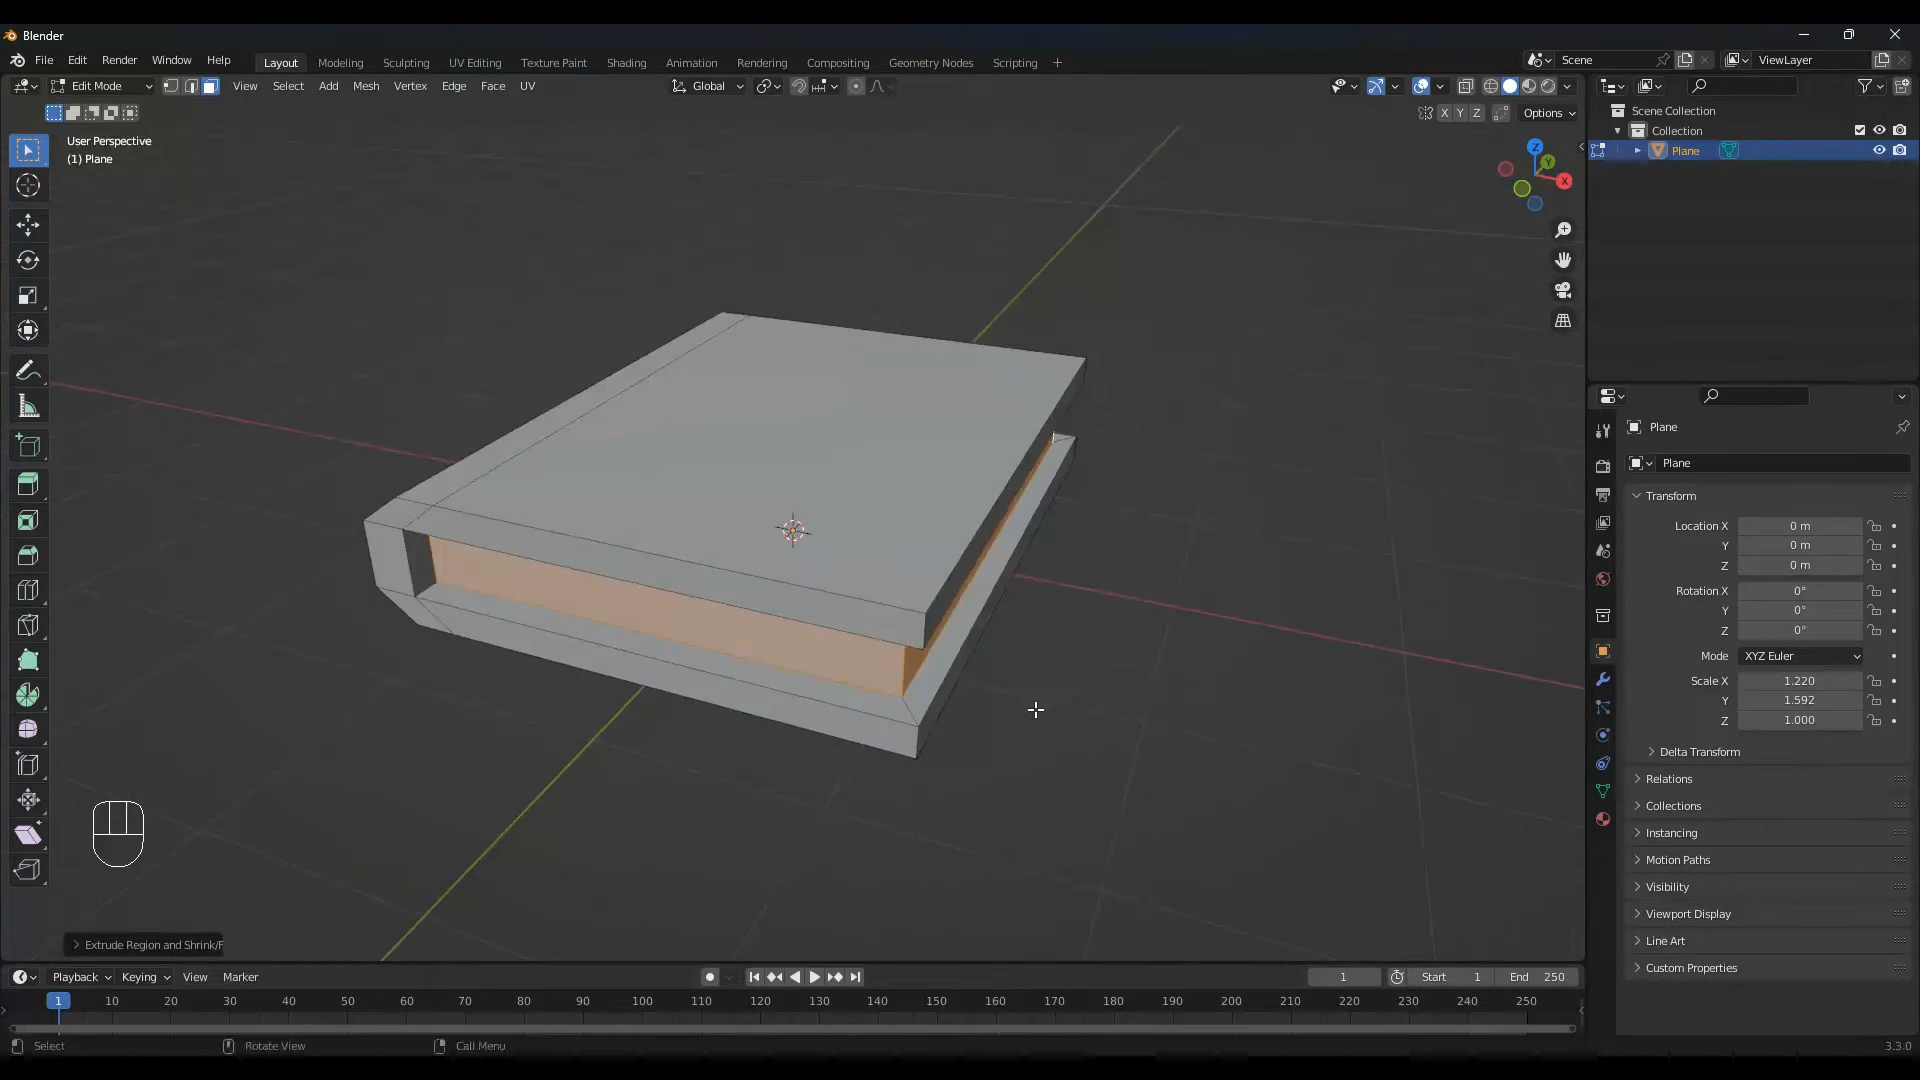 Blender
File Edit Render Window Help Layout Modeling Sculpting UV Editing Texture Paint Shading Animation Rendering Compositing Geometry Nodes Scripting + Scene ViewLayer
Edit Mode View Select Add Mesh Vertex Edge Face UV Global
X Y Z Options
User Perspective
(1) Plane
Z
Y
X
Scene Collection
Collection
Plane
Plane
Plane
Transform
Location X 0 m
Y 0 m
Z 0 m
Rotation X 0°
Y 0°
Z 0°
Mode XYZ Euler
Scale X 1.220
Y 1.592
Z 1.000
Delta Transform
Relations
Collections
Instancing
Motion Paths
Visibility
Viewport Display
Line Art
Custom Properties
Extrude Region and Shrink/F
Playback Keying View Marker 1 Start 1 End 250
1 10 20 30 40 50 60 70 80 90 100 110 120 130 140 150 160 170 180 190 200 210 220 230 240 250
Select Rotate View Call Menu 3.3.0